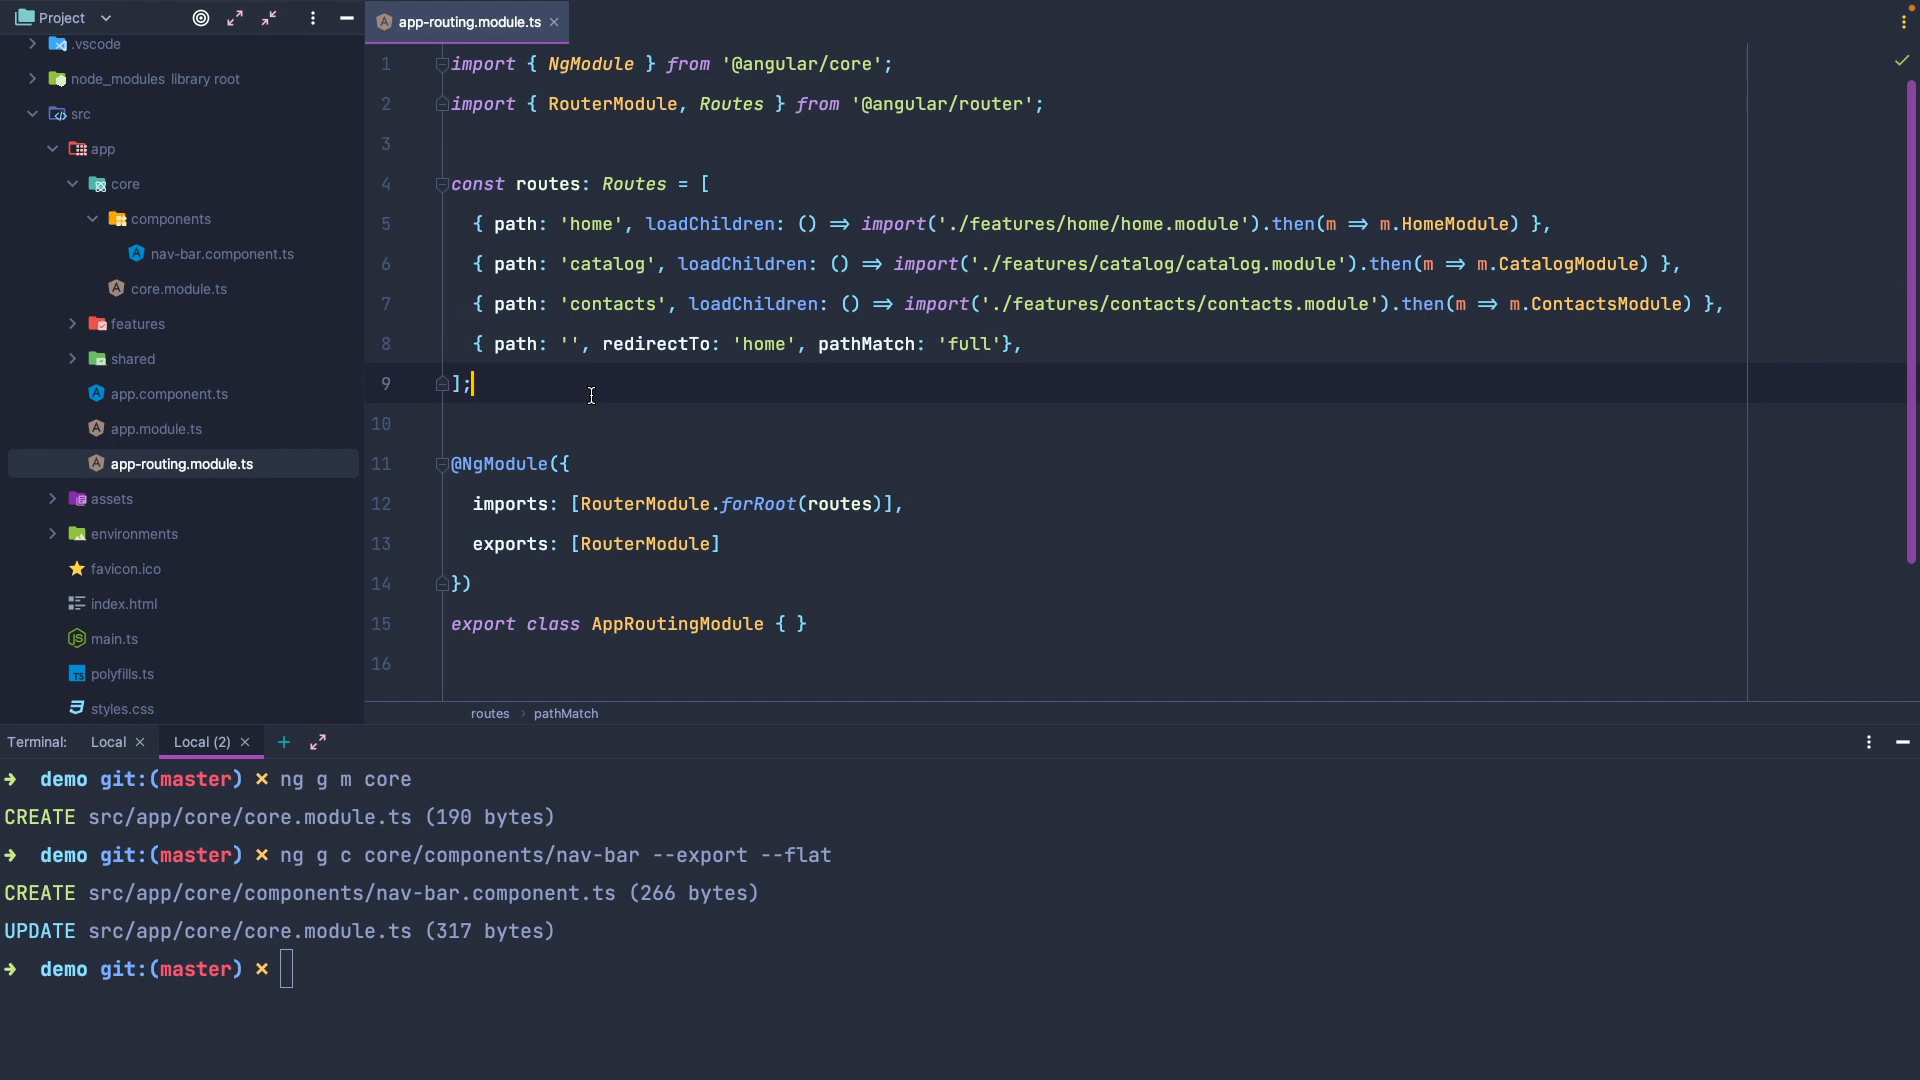 Project
.vscode
node_modules library root
src
app
core
components
nav-bar.component.ts
core.module.ts
features
shared
app.component.ts
app.module.ts
app-routing.module.ts
assets
environments
favicon.ico
index.html
main.ts
polyfills.ts
styles.css
app-routing.module.ts
1 import { NgModule } from '@angular/core';
2 import { RouterModule, Routes } from '@angular/router';
3
4 const routes: Routes = [
5 { path: 'home', loadChildren: () => import('./features/home/home.module').then(m => m.HomeModule) },
6 { path: 'catalog', loadChildren: () => import('./features/catalog/catalog.module').then(m => m.CatalogModule) },
7 { path: 'contacts', loadChildren: () => import('./features/contacts/contacts.module').then(m => m.ContactsModule) },
8 { path: '', redirectTo: 'home', pathMatch: 'full'},
9 ];
10
11 @NgModule({
12 imports: [RouterModule.forRoot(routes)],
13 exports: [RouterModule]
14 })
15 export class AppRoutingModule { }
16
routes › pathMatch
Terminal: Local × Local (2) × +
➜ demo git:(master) ✗ ng g m core
CREATE src/app/core/core.module.ts (190 bytes)
➜ demo git:(master) ✗ ng g c core/components/nav-bar --export --flat
CREATE src/app/core/components/nav-bar.component.ts (266 bytes)
UPDATE src/app/core/core.module.ts (317 bytes)
➜ demo git:(master) ✗